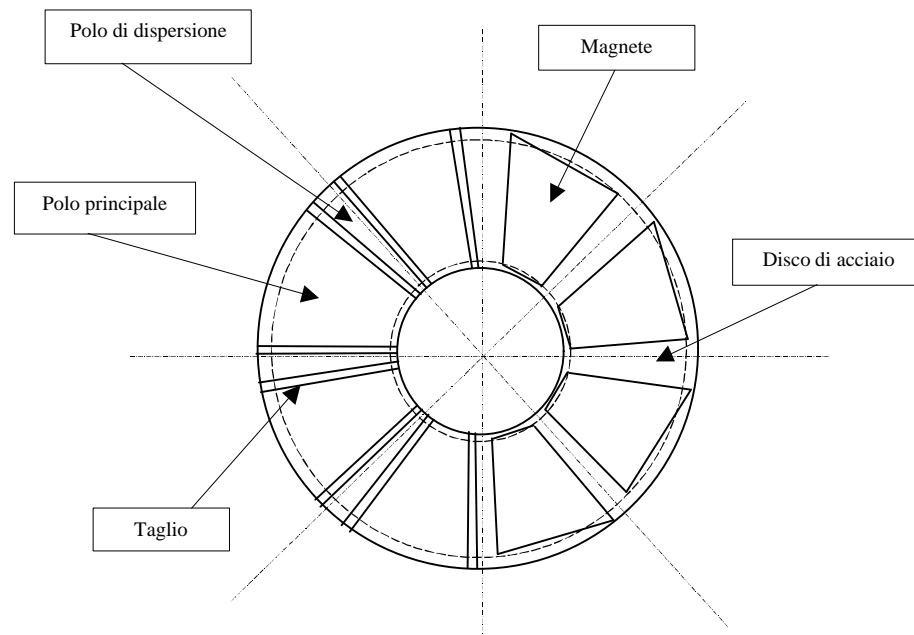 Polo di dispersione
Magnete
Polo principale
Disco di acciaio
Taglio